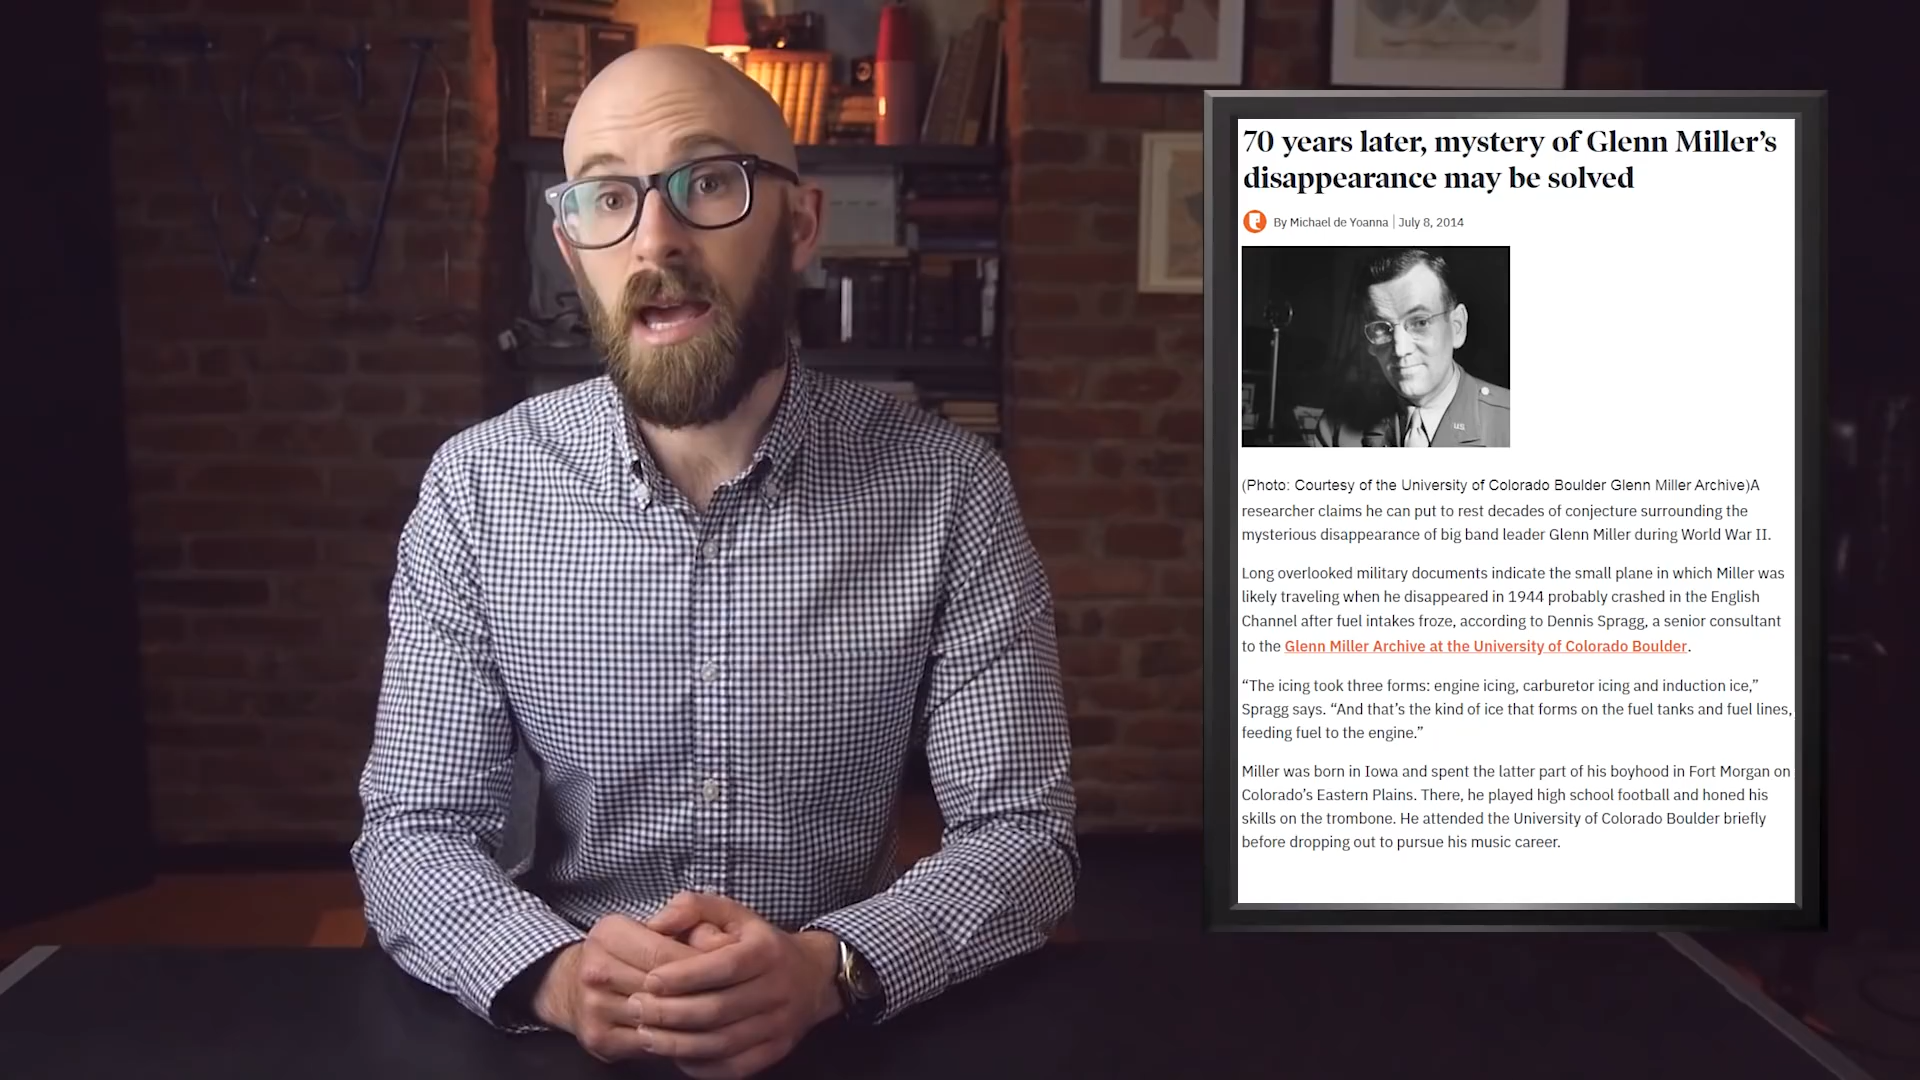 70 years later, mystery of Glenn Miller’s
disappearance may be solved
By Michael de Yoanna | July 8, 2014
U.S.
(Photo: Courtesy of the University of Colorado Boulder Glenn Miller Archive)A
researcher claims he can put to rest decades of conjecture surrounding the
mysterious disappearance of big band leader Glenn Miller during World War II.
Long overlooked military documents indicate the small plane in which Miller was
likely traveling when he disappeared in 1944 probably crashed in the English
Channel after fuel intakes froze, according to Dennis Spragg, a senior consultant
to the Glenn Miller Archive at the University of Colorado Boulder.
“The icing took three forms: engine icing, carburetor icing and induction ice,”
Spragg says. “And that’s the kind of ice that forms on the fuel tanks and fuel lines,
feeding fuel to the engine.”
Miller was born in Iowa and spent the latter part of his boyhood in Fort Morgan on
Colorado’s Eastern Plains. There, he played high school football and honed his
skills on the trombone. He attended the University of Colorado Boulder briefly
before dropping out to pursue his music career.